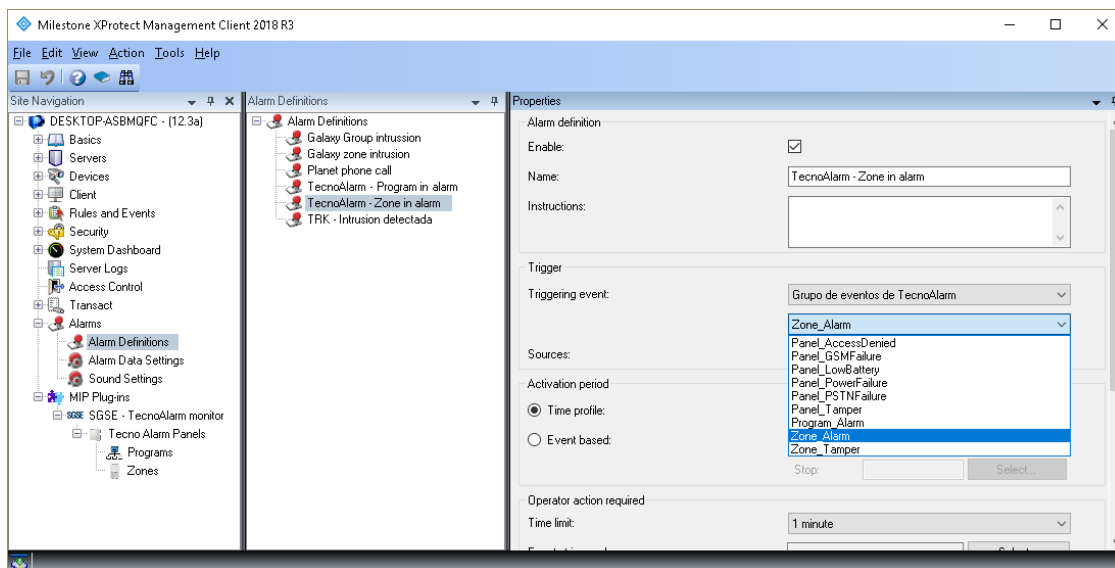 Milestone XProtect Management Client 2018 R3
File Edit View Action Tools Help
Site Navigation
DESKTOP-ASBMQFC - (12.3a)
Basics
Servers
Devices
Client
Rules and Events
Security
System Dashboard
Server Logs
Access Control
Transact
Alarms
Alarm Definitions
Alarm Data Settings
Sound Settings
MIP Plug-ins
SGSE SGSE - TecnoAlarm monitor
Tecno Alarm Panels
Programs
Zones
Alarm Definitions
Alarm Definitions
Galaxy Group intrussion
Galaxy zone intrusion
Planet phone call
TecnoAlarm - Program in alarm
TecnoAlarm - Zone in alarm
TRK - Intrusion detectada
Properties
Alarm definition
Enable:
Name: TecnoAlarm - Zone in alarm
Instructions:
Trigger
Triggering event: Grupo de eventos de TecnoAlarm
Zone_Alarm
Sources:
Panel_AccessDenied
Panel_GSMFailure
Panel_LowBattery
Panel_PowerFailure
Panel_PSTNFailure
Panel_Tamper
Program_Alarm
Zone_Alarm
Zone_Tamper
Activation period
Time profile:
Event based:
Stop: Select...
Operator action required
Time limit: 1 minute